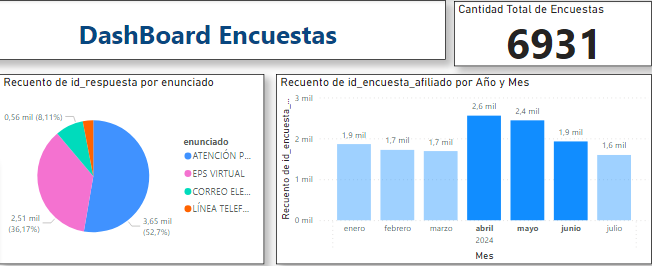 DashBoard Encuestas
Cantidad Total de Encuestas
6931
Recuento de id_respuesta por enunciado
0,56 mil (8,11%)
2,51 mil
(36,17%)
3,65 mil
(52,7%)
enunciado
ATENCIÓN P...
EPS VIRTUAL
CORREO ELE...
LÍNEA TELEF...
Recuento de id_encuesta_afiliado por Año y Mes
Recuento de id_encuesta_...
3 mil
2 mil
1 mil
0 mil
1,9 mil
1,7 mil
1,7 mil
2,6 mil
2,4 mil
1,9 mil
1,6 mil
enero
febrero
marzo
abril
mayo
junio
julio
2024
Mes